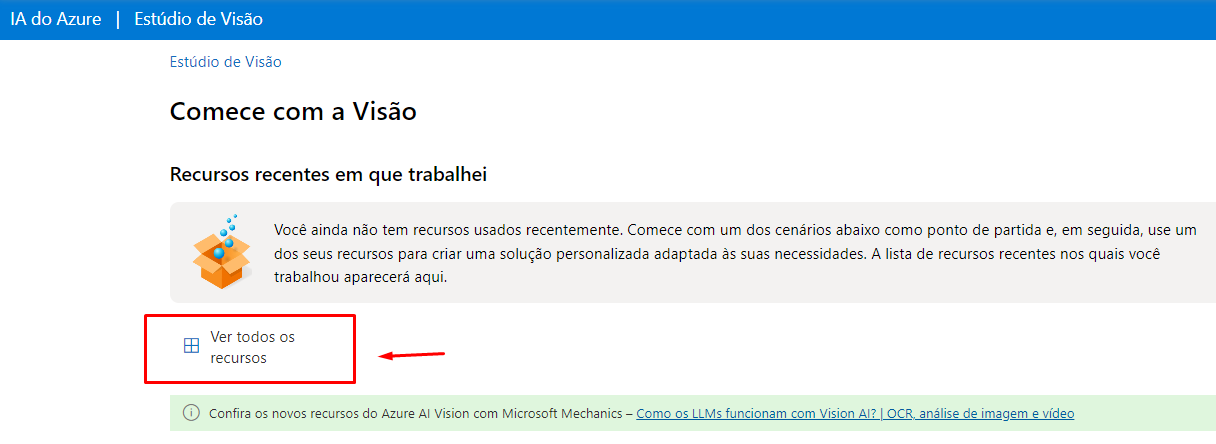 IA do Azure | Estúdio de Visão
Estúdio de Visão
Comece com a Visão
Recursos recentes em que trabalhei
Você ainda não tem recursos usados recentemente. Comece com um dos cenários abaixo como ponto de partida e, em seguida, use um
dos seus recursos para criar uma solução personalizada adaptada às suas necessidades. A lista de recursos recentes nos quais você
trabalhou aparecerá aqui.
Ver todos os
recursos
Confira os novos recursos do Azure AI Vision com Microsoft Mechanics – Como os LLMs funcionam com Vision AI? | OCR, análise de imagem e vídeo